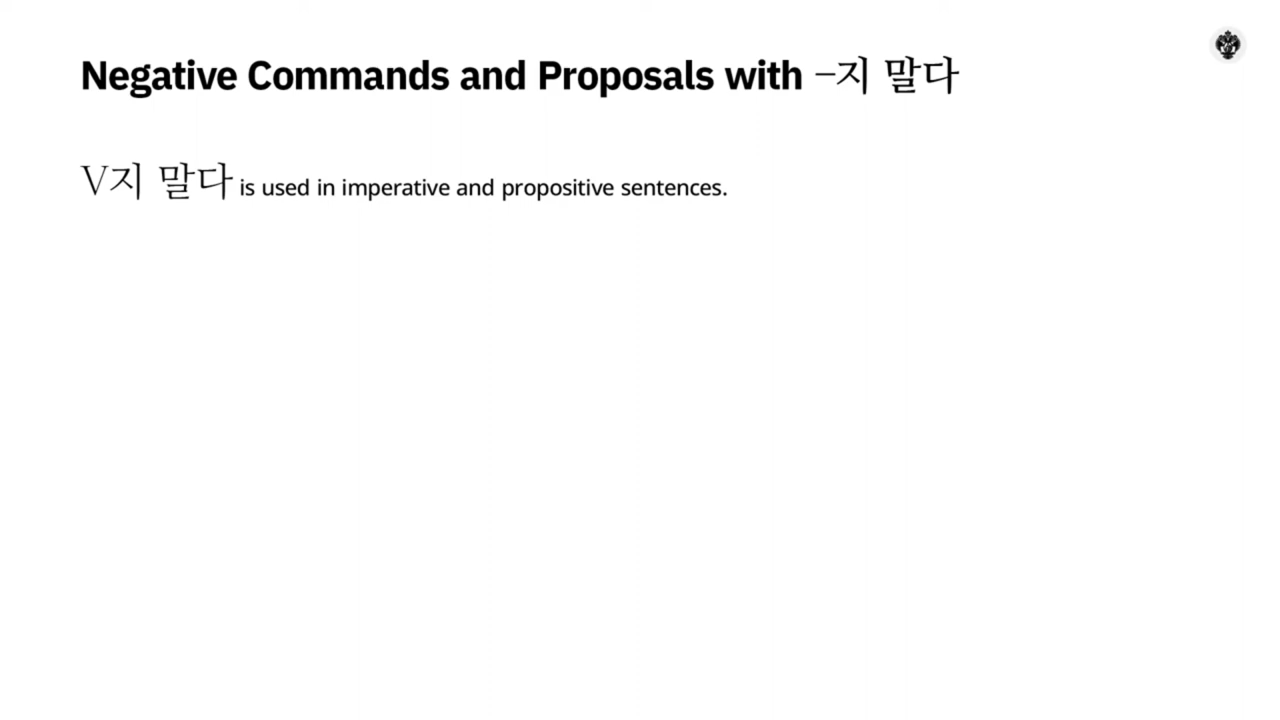 Negative Commands and Proposals with –지 말다
V지 말다 is used in imperative and propositive sentences.